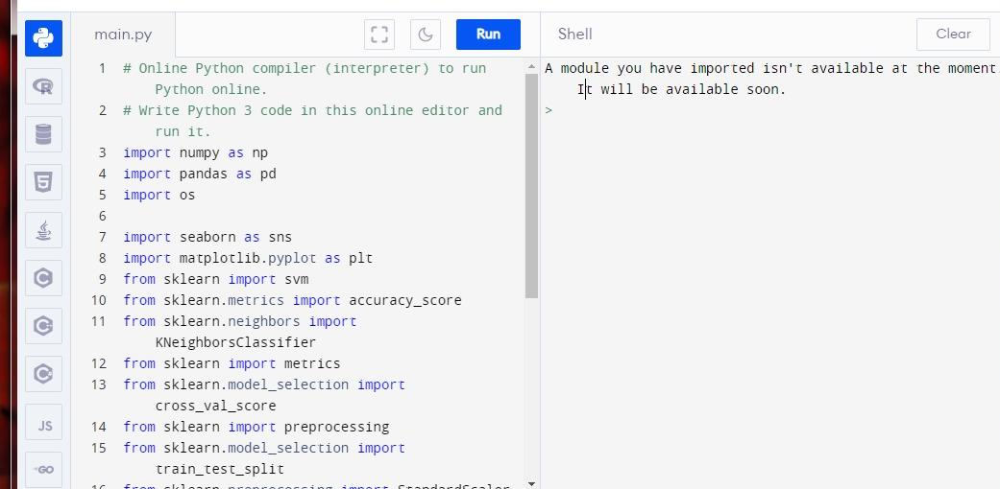 main.py
Run
Shell
Clear
1 # Online Python compiler (interpreter) to run
Python online.
2 # Write Python 3 code in this online editor and
run it.
3 import numpy as np
4 import pandas as pd
5 import os
6
7 import seaborn as sns
8 import matplotlib.pyplot as plt
9 from sklearn import svm
10 from sklearn.metrics import accuracy_score
11 from sklearn.neighbors import
KNeighborsClassifier
12 from sklearn import metrics
13 from sklearn.model_selection import
cross_val_score
14 from sklearn import preprocessing
15 from sklearn.model_selection import
train_test_split
16 from sklearn.preprocessing import StandardScaler
A module you have imported isn't available at the moment.
It will be available soon.
>
R
5
C
C
C
JS
GO